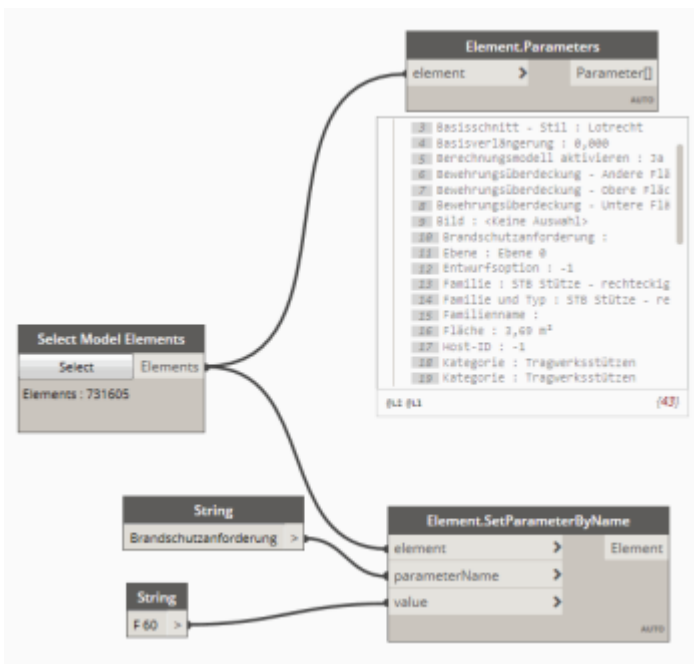 Element.Parameters
element > Parameter[]
AUTO
3 Basisschnitt - Stil : Lotrecht
4 Basisverlängerung : 0,000
5 Berechnungsmodell aktivieren : Ja
6 Bewehrungsüberdeckung - Andere Flä
7 Bewehrungsüberdeckung - Obere Fläc
8 Bewehrungsüberdeckung - Untere Flä
9 Bild : <Keine Auswahl>
10 Brandschutzanforderung :
11 Ebene : Ebene 0
12 Entwurfsoption : -1
13 Familie : STB Stütze - rechteckig
14 Familie und Typ : STB Stütze - re
15 Familienname :
16 Fläche : 3,69 m²
17 Host-ID : -1
18 Kategorie : Tragwerksstützen
19 Kategorie : Tragwerksstützen
@L2 @L1 {43}
Select Model Elements
Select Elements
Elements : 731605
String
Brandschutzanforderung >
String
F 60 >
Element.SetParameterByName
element > Element
parameterName >
value >
AUTO